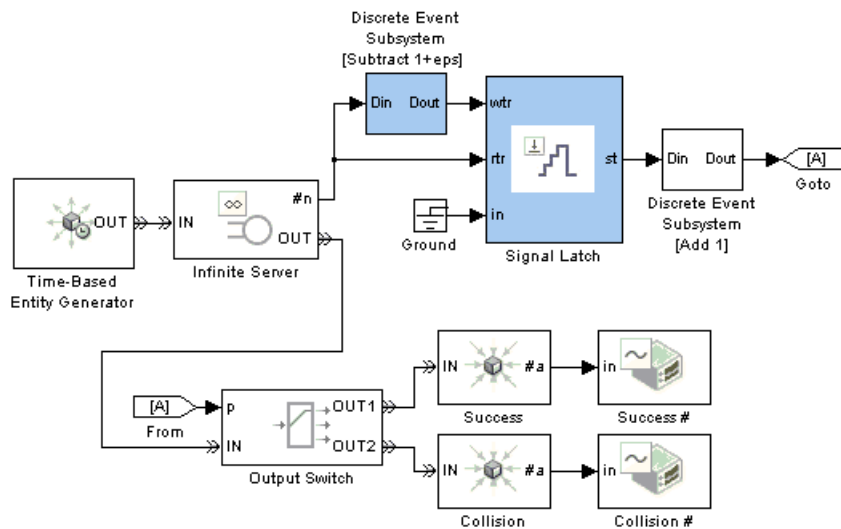 Discrete Event
Subsystem
[Subtract 1+eps]
Din Dout
wtr
rtr
st
in
Signal Latch
Din Dout
Discrete Event
Subsystem
[Add 1]
[A]
Goto
Ground
OUT
Time-Based
Entity Generator
IN
#n
OUT
∞
Infinite Server
[A]
From
p
IN
OUT1
OUT2
Output Switch
IN #a
Success
in
Success #
IN #a
Collision
in
Collision #